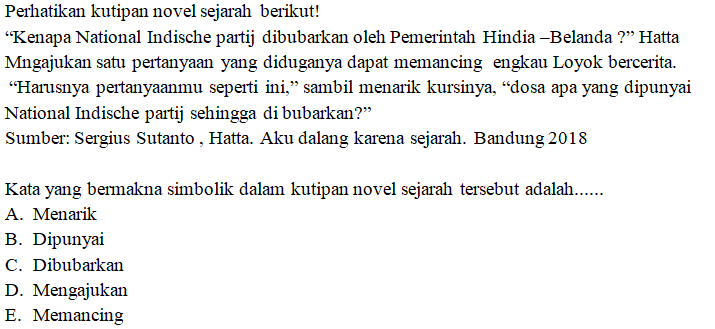 Perhatikan kutipan novel sejarah berikut!
“Kenapa National Indische partij dibubarkan oleh Pemerintah Hindia –Belanda ?” Hatta
Mngajukan satu pertanyaan yang diduganya dapat memancing engkau Loyok bercerita.
“Harusnya pertanyaanmu seperti ini,” sambil menarik kursinya, “dosa apa yang dipunyai
National Indische partij sehingga di bubarkan?”
Sumber: Sergius Sutanto , Hatta. Aku dalang karena sejarah. Bandung 2018
Kata yang bermakna simbolik dalam kutipan novel sejarah tersebut adalah......
A. Menarik
B. Dipunyai
C. Dibubarkan
D. Mengajukan
E. Memancing